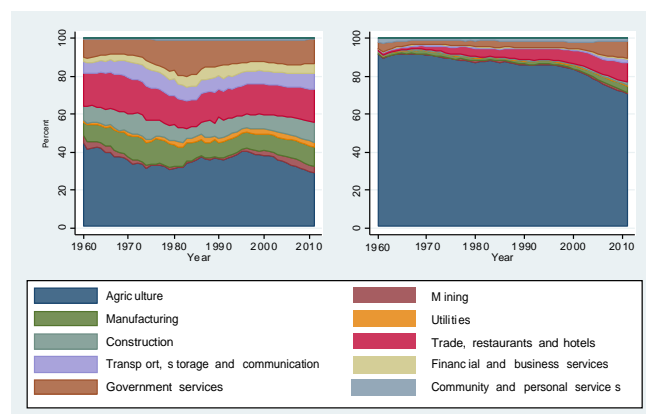 100
80
60
40
20
0
Percent
1960 1970 1980 1990 2000 2010
Year
100
80
60
40
20
0
1960 1970 1980 1990 2000 2010
Year
Agriculture
Mining
Manufacturing
Utilities
Construction
Trade, restaurants and hotels
Transport, storage and communication
Financial and business services
Government services
Community and personal services